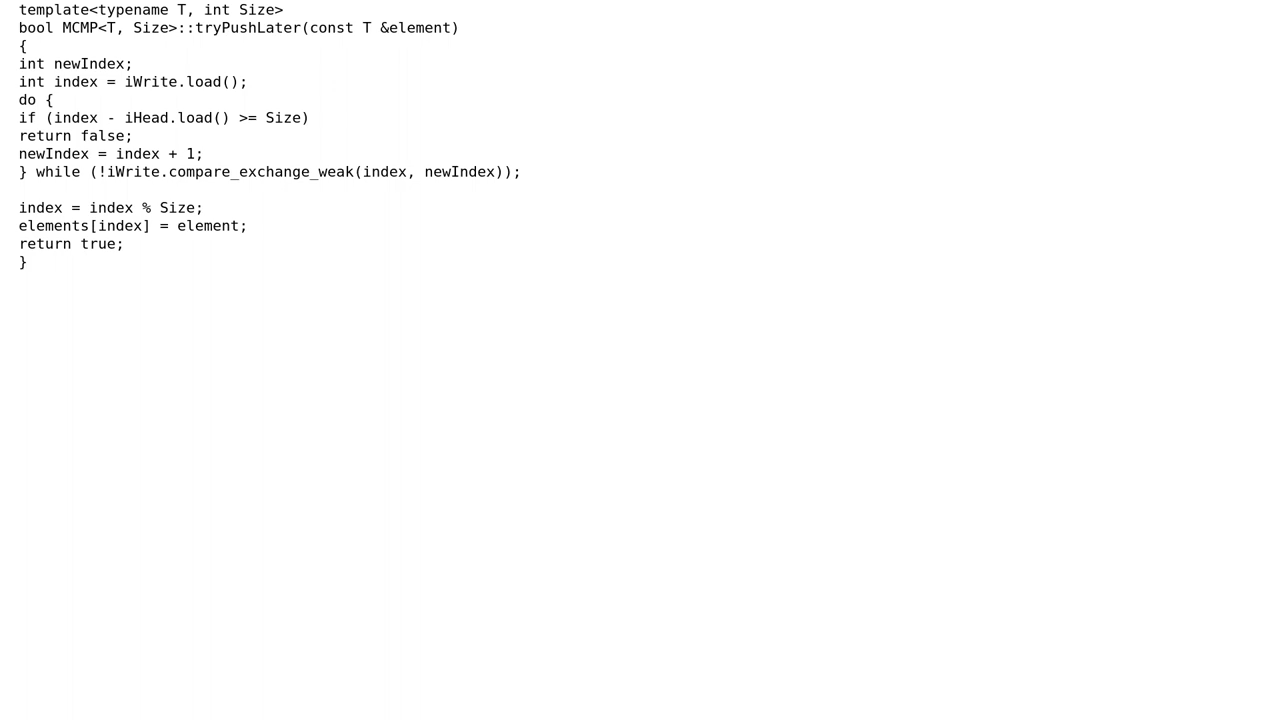 template<typename T, int Size>
bool MCMP<T, Size>::tryPushLater(const T &element)
{
int newIndex;
int index = iWrite.load();
do {
if (index - iHead.load() >= Size)
return false;
newIndex = index + 1;
} while (!iWrite.compare_exchange_weak(index, newIndex));

index = index % Size;
elements[index] = element;
return true;
}